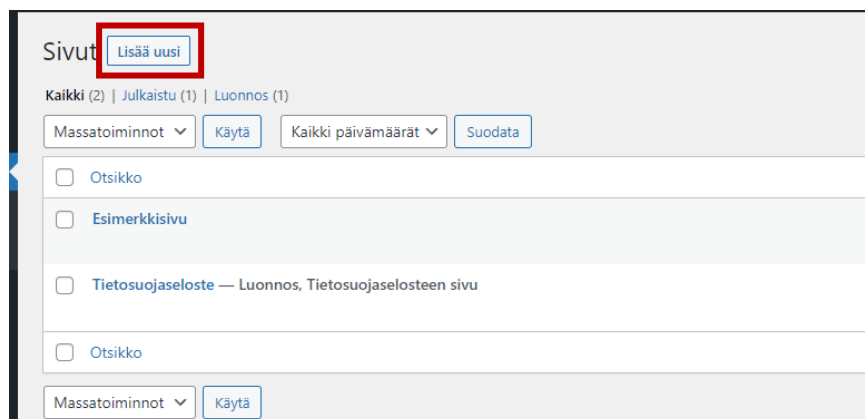 Sivut Lisää uusi
Kaikki (2) | Julkaistu (1) | Luonnos (1)
Massatoiminnot Käytä Kaikki päivämäärät Suodata
Otsikko
Esimerkkisivu
Tietosuojaseloste — Luonnos, Tietosuojaselosteen sivu
Otsikko
Massatoiminnot Käytä